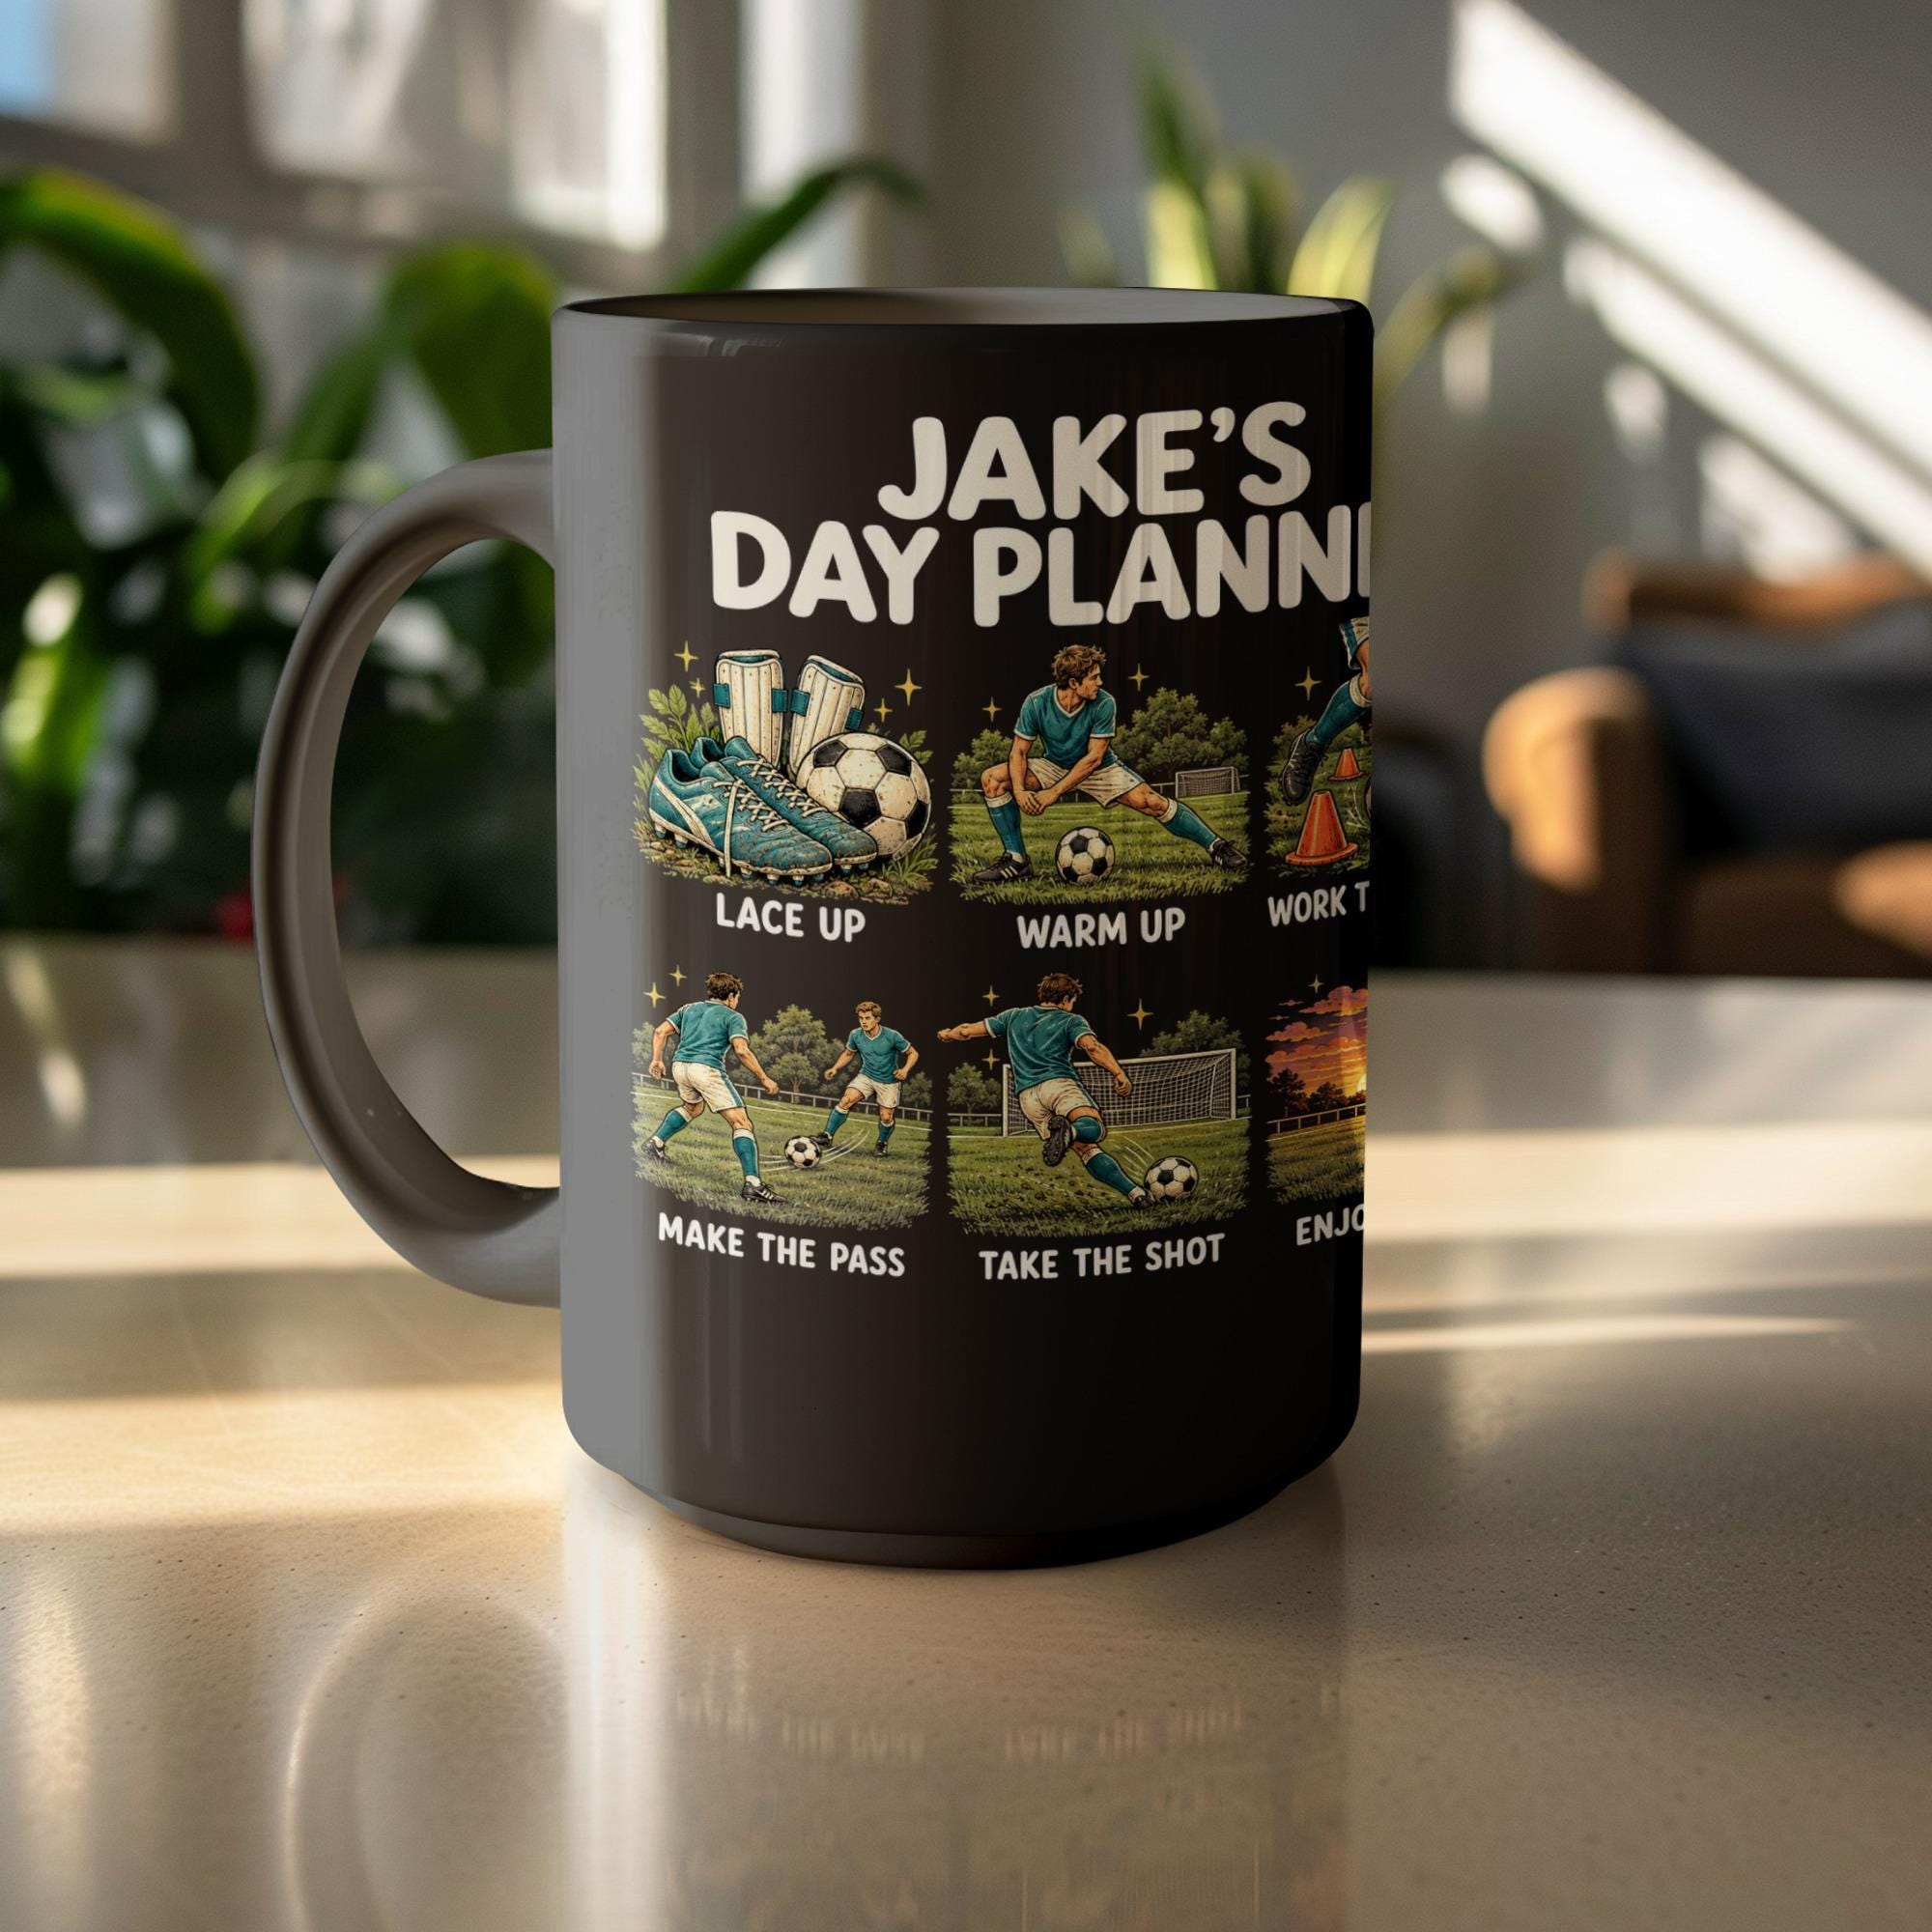 JAKE'S
DAY PLANN
LACE UP
WARM UP
WORK T
MAKE THE PASS
TAKE THE SHOT
ENJO